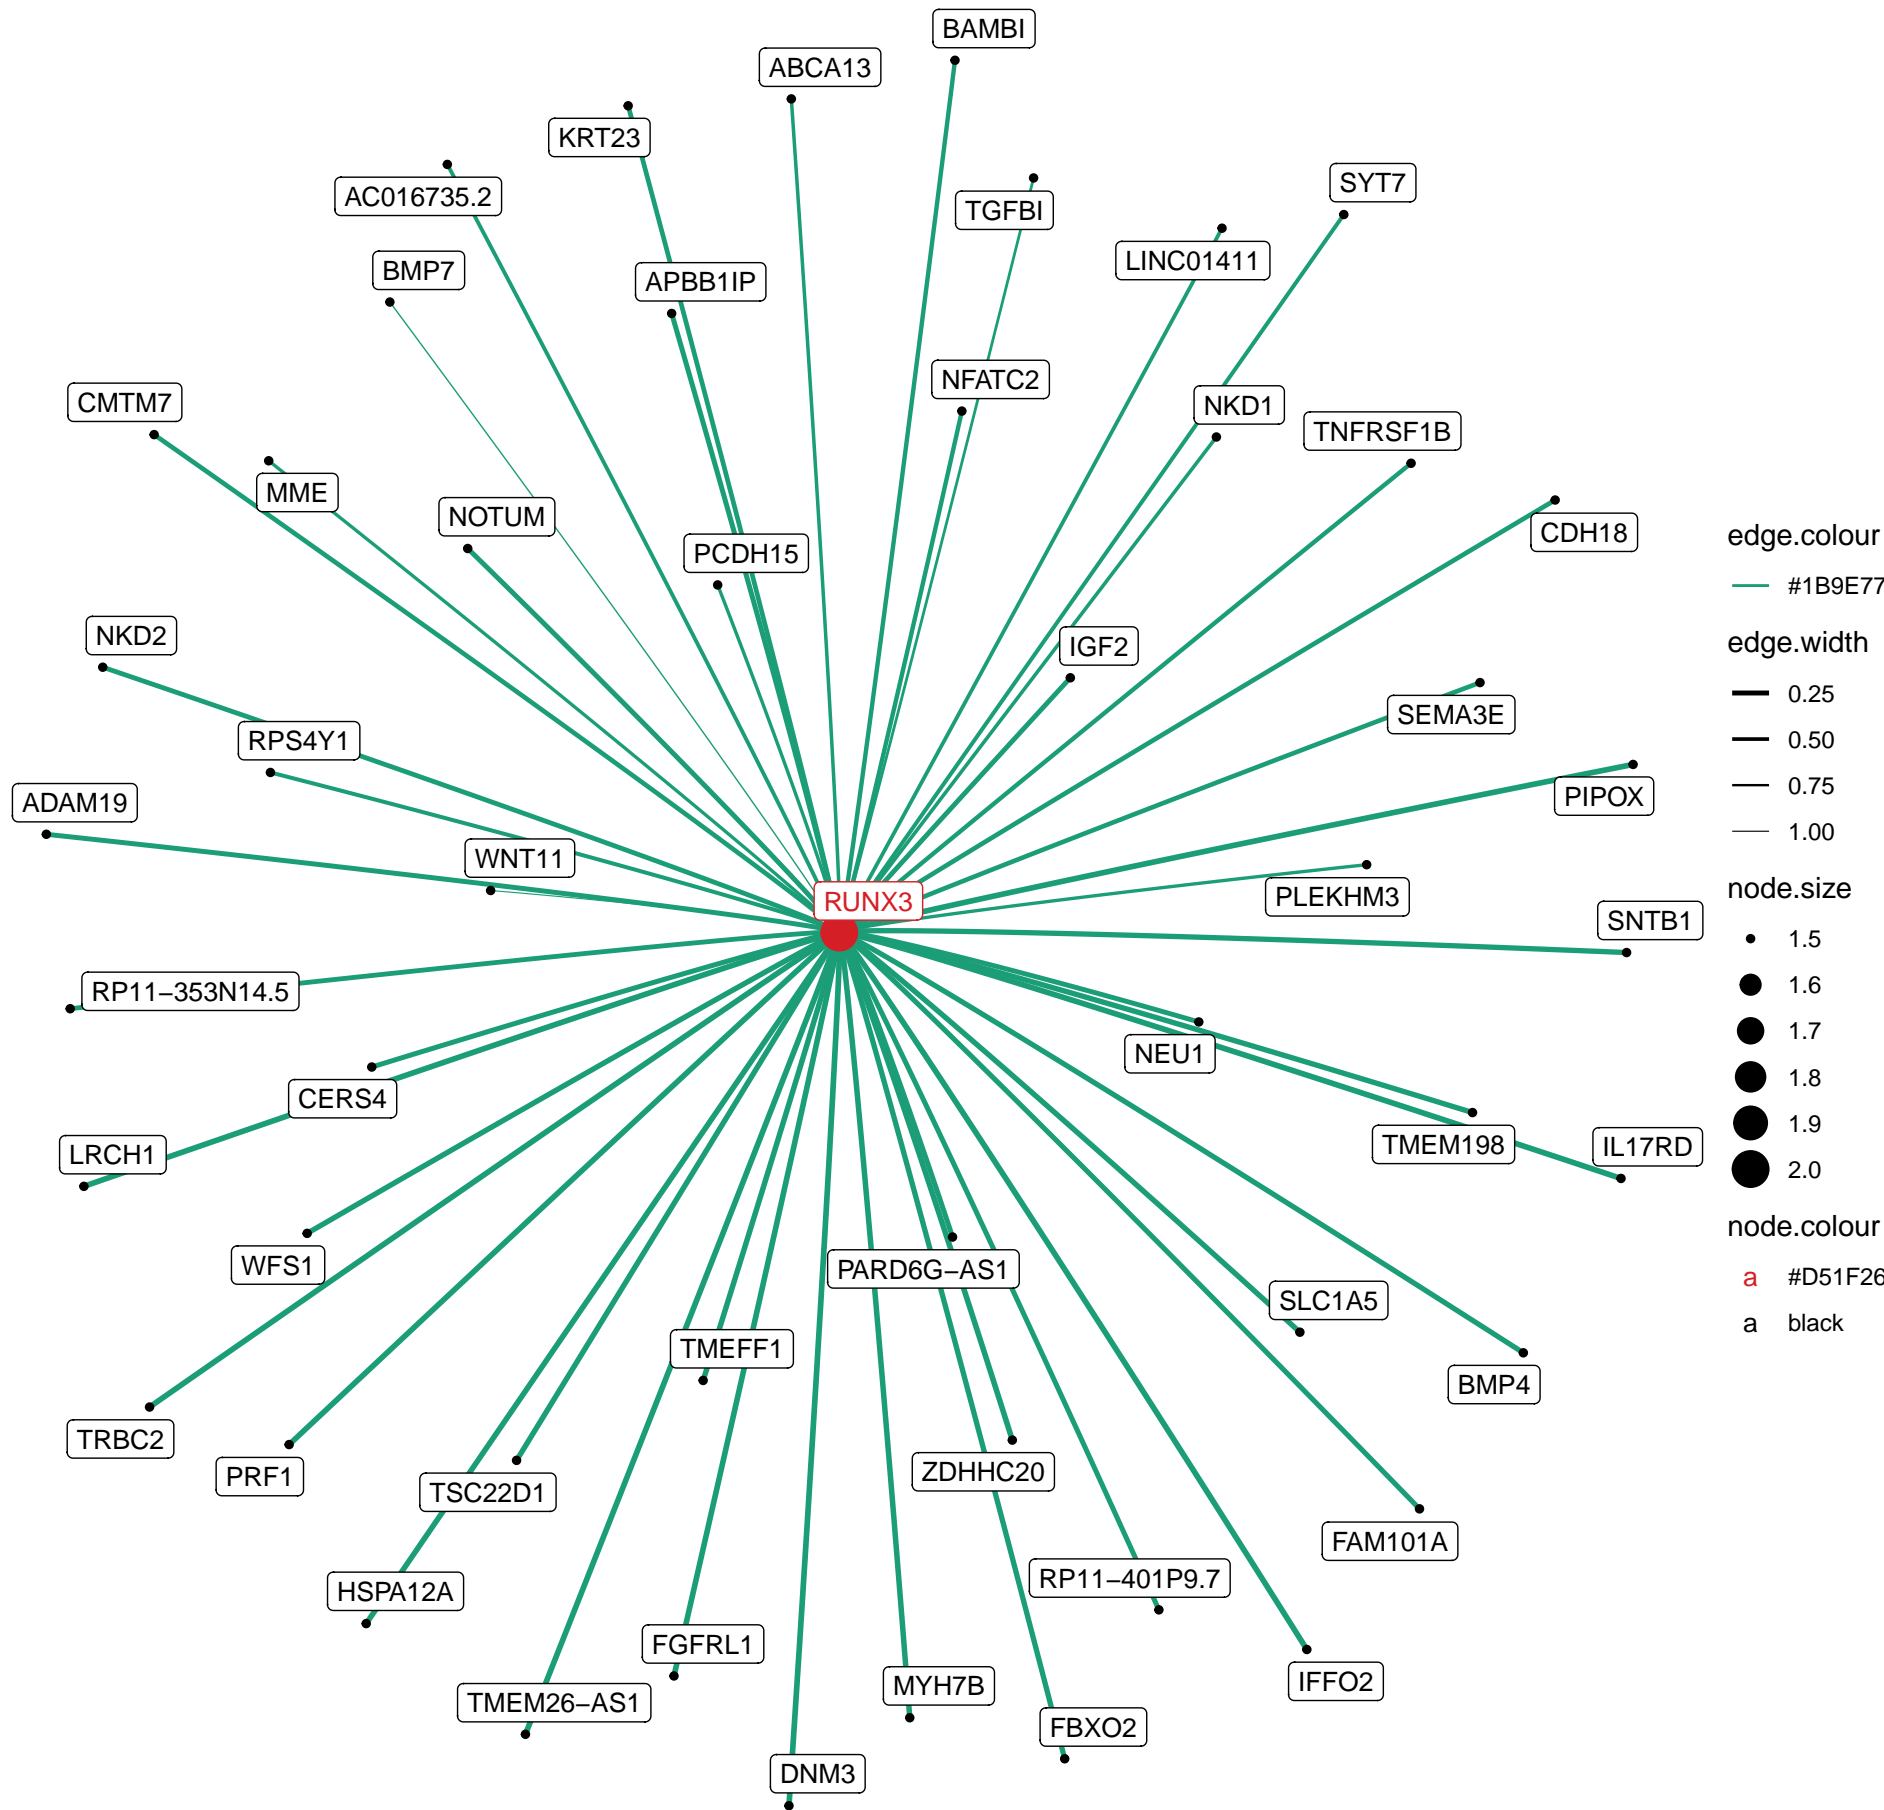 BAMBI
ABCA13
KRT23
AC016735.2
SYT7
TGFBI
LINC01411
BMP7
APBB1IP
NFATC2
CMTM7
NKD1
TNFRSF1B
MME
NOTUM
CDH18
PCDH15
NKD2
IGF2
RPS4Y1
SEMA3E
ADAM19
PIPOX
WNT11
PLEKHM3
RUNX3
SNTB1
RP11−353N14.5
NEU1
CERS4
TMEM198
IL17RD
LRCH1
WFS1
PARD6G−AS1
SLC1A5
TMEFF1
BMP4
TRBC2
PRF1
TSC22D1
ZDHHC20
FAM101A
HSPA12A
RP11−401P9.7
FGFRL1
IFFO2
MYH7B
TMEM26−AS1
FBXO2
DNM3
edge.colour
#1B9E77
edge.width
0.25
0.50
0.75
1.00
node.size
1.5
1.6
1.7
1.8
1.9
2.0
node.colour
a #D51F26
a black